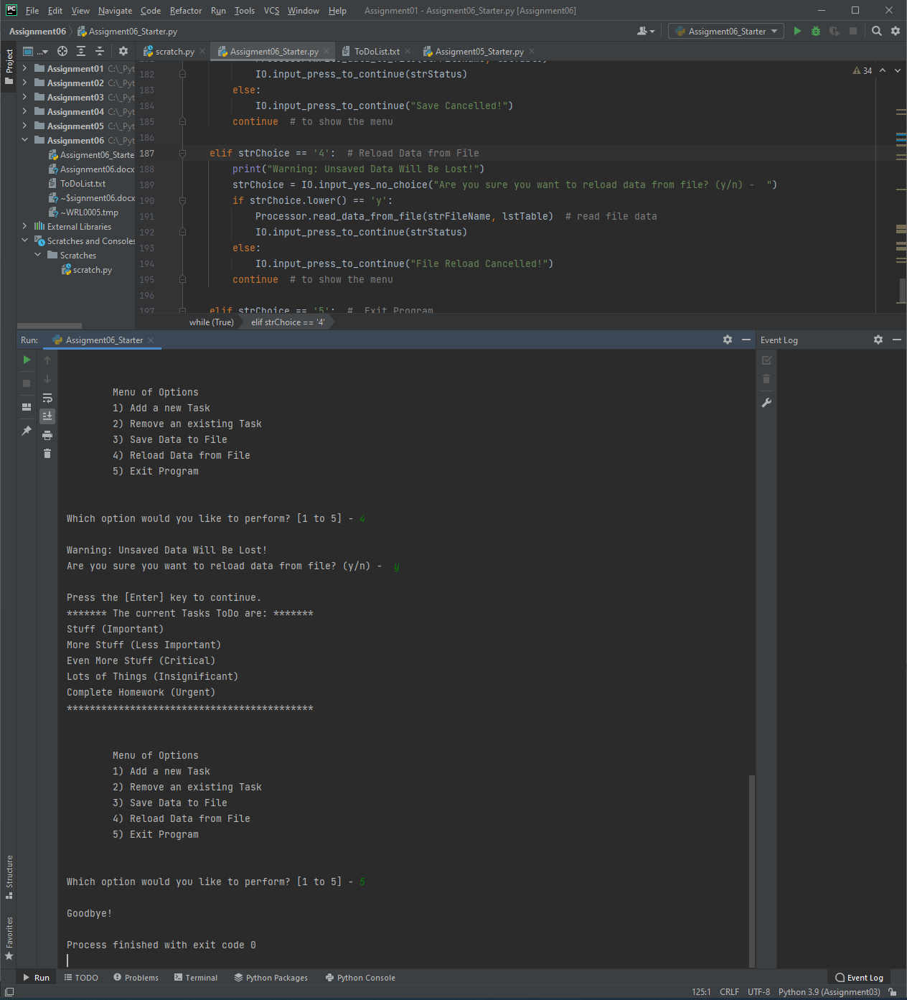 PC File Edit View Navigate Code Refactor Run Tools VCS Window Help Assignment01 - Assigment06_Starter.py [Assignment06]
Assignment06 Assigment06_Starter.py Assigment06_Starter
Project
... scratch.py Assigment06_Starter.py ToDoList.txt Assigment05_Starter.py
Assignment01 C:\_Pyt
Assignment02 C:\_Pyt
Assignment03 C:\_Pyt
Assignment04 C:\_Pyt
Assignment05 C:\_Pyt
Assignment06 C:\_Pyt
Assigment06_Starte
Assignment06.docx
ToDoList.txt
~$signment06.docx
~WRL0005.tmp
External Libraries
Scratches and Consoles
Scratches
scratch.py
34
182 IO.input_press_to_continue(strStatus)
183 else:
184 IO.input_press_to_continue("Save Cancelled!")
185 continue # to show the menu
186
187 elif strChoice == '4': # Reload Data from File
188 print("Warning: Unsaved Data Will Be Lost!")
189 strChoice = IO.input_yes_no_choice("Are you sure you want to reload data from file? (y/n) -  ")
190 if strChoice.lower() == 'y':
191 Processor.read_data_from_file(strFileName, lstTable) # read file data
192 IO.input_press_to_continue(strStatus)
193 else:
194 IO.input_press_to_continue("File Reload Cancelled!")
195 continue # to show the menu
196
197 elif strChoice == '5': # Exit Program
while (True) elif strChoice == '4'
Run: Assigment06_Starter Event Log
Menu of Options
1) Add a new Task
2) Remove an existing Task
3) Save Data to File
4) Reload Data from File
5) Exit Program
Which option would you like to perform? [1 to 5] - 4
Warning: Unsaved Data Will Be Lost!
Are you sure you want to reload data from file? (y/n) -  y
Press the [Enter] key to continue.
******* The current Tasks ToDo are: *******
Stuff (Important)
More Stuff (Less Important)
Even More Stuff (Critical)
Lots of Things (Insignificant)
Complete Homework (Urgent)
*******************************************
Menu of Options
1) Add a new Task
2) Remove an existing Task
3) Save Data to File
4) Reload Data from File
5) Exit Program
Which option would you like to perform? [1 to 5] - 5
Goodbye!
Process finished with exit code 0
Structure
Favorites
Run TODO Problems Terminal Python Packages Python Console Event Log
125:1 CRLF UTF-8 Python 3.9 (Assignment03)